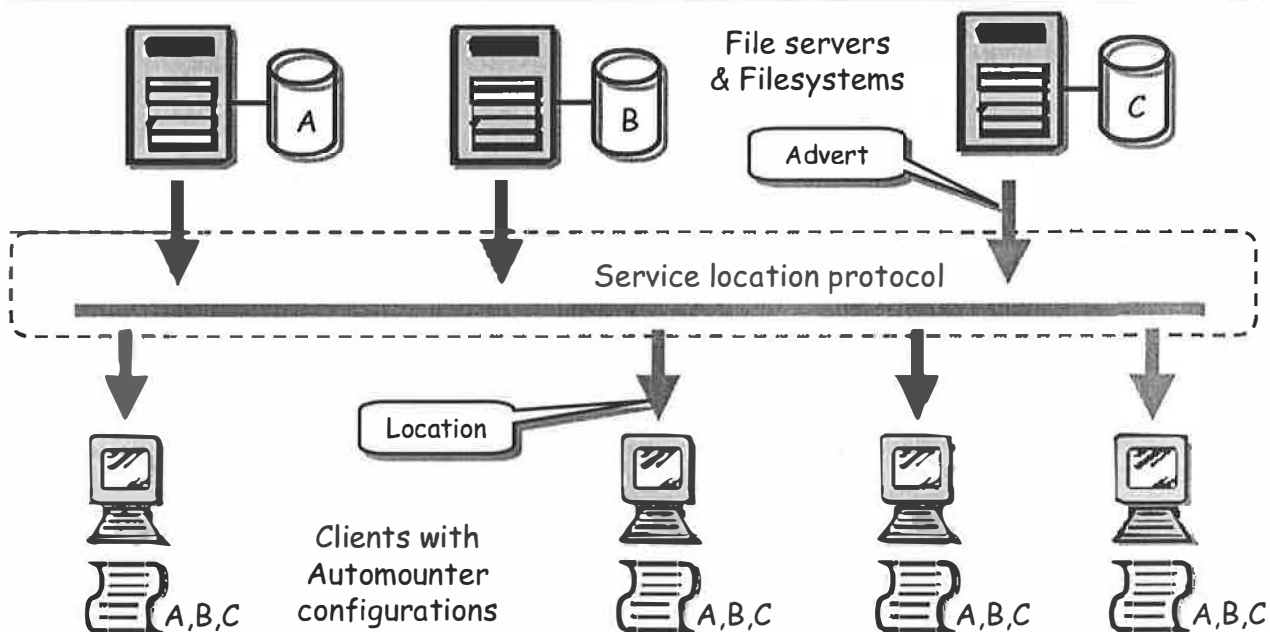 File servers
& Filesystems
A
B
C
Advert
Service location protocol
Location
Clients with
Automounter
configurations
A,B,C
A,B,C
A,B,C
A,B,C